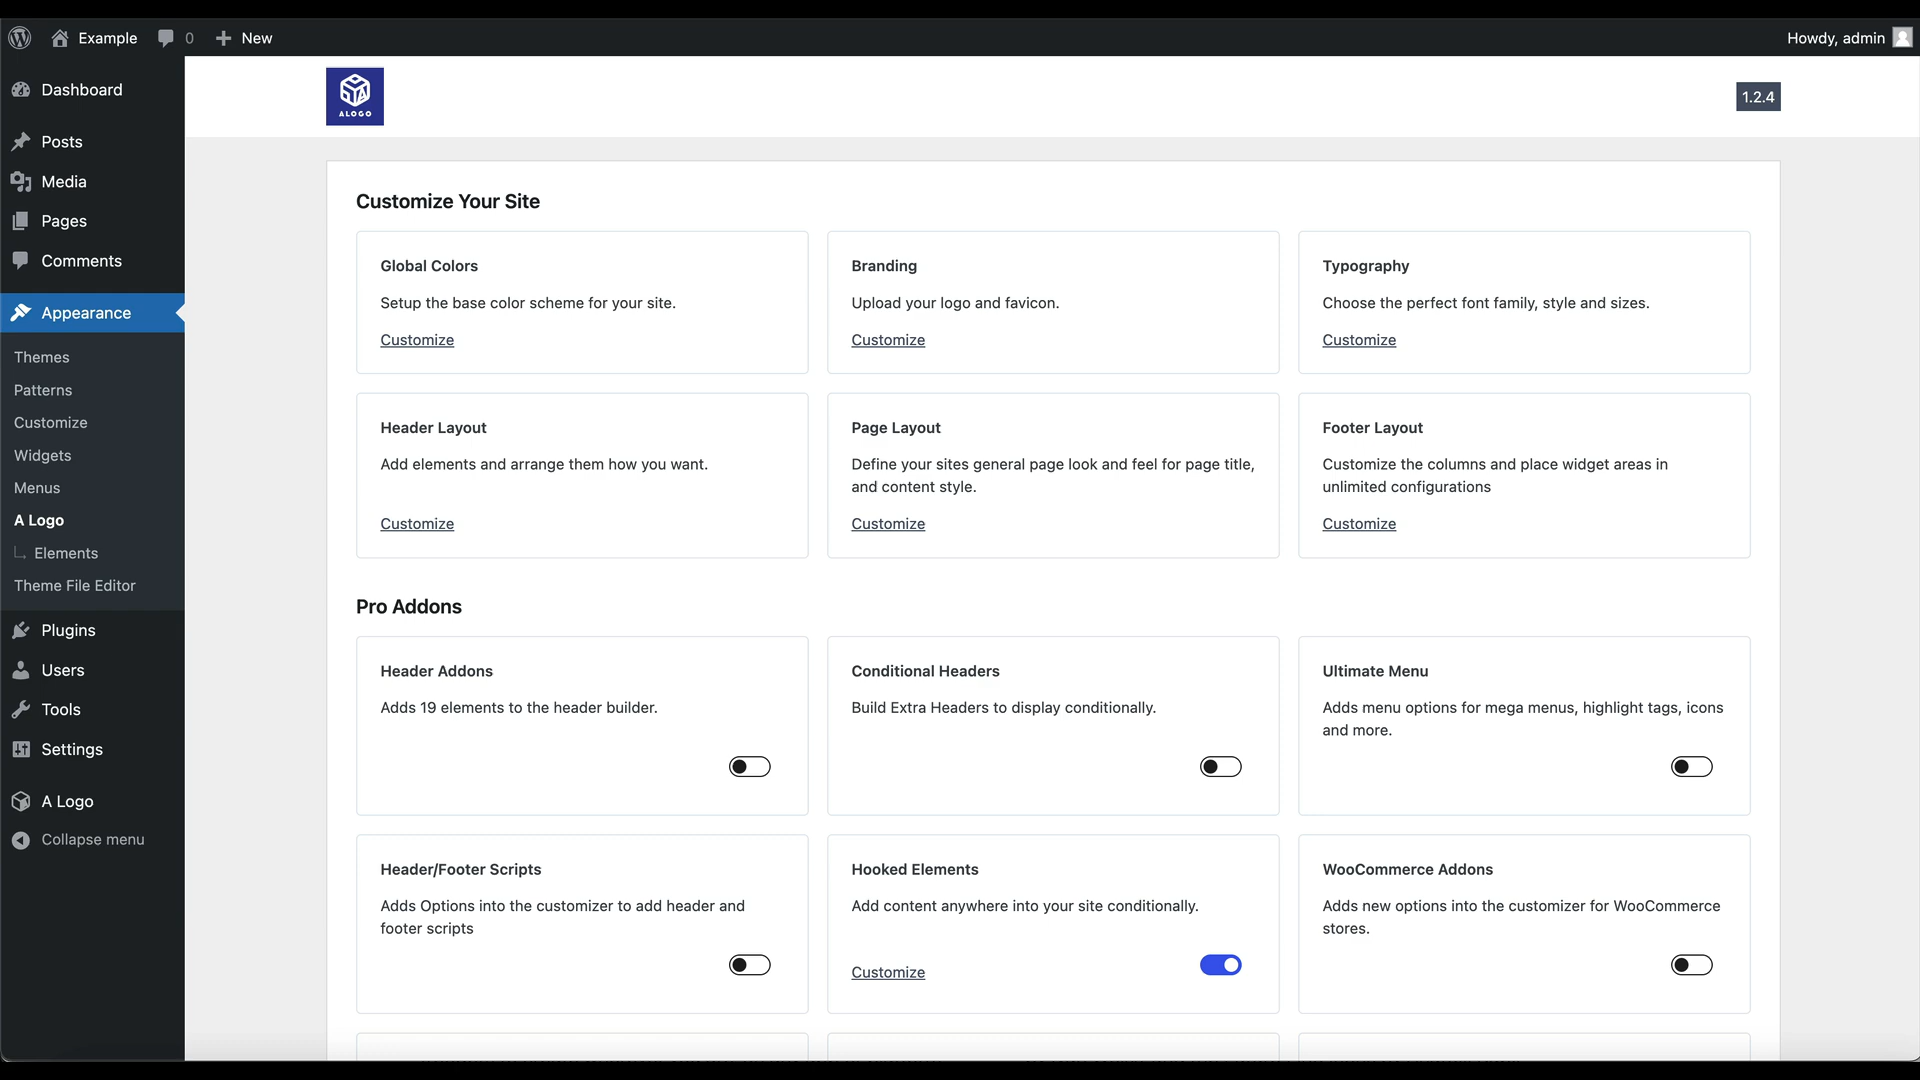 Example
0
New
Howdy, admin
Dashboard
Posts
Media
Pages
Comments
Appearance
Themes
Patterns
Customize
Widgets
Menus
A Logo
Elements
Theme File Editor
Plugins
Users
Tools
Settings
A Logo
Collapse menu
ALOGO
1.2.4
Customize Your Site
Global Colors
Setup the base color scheme for your site.
Customize
Branding
Upload your logo and favicon.
Customize
Typography
Choose the perfect font family, style and sizes.
Customize
Header Layout
Add elements and arrange them how you want.
Customize
Page Layout
Define your sites general page look and feel for page title,
and content style.
Customize
Footer Layout
Customize the columns and place widget areas in
unlimited configurations
Customize
Pro Addons
Header Addons
Adds 19 elements to the header builder.
Conditional Headers
Build Extra Headers to display conditionally.
Ultimate Menu
Adds menu options for mega menus, highlight tags, icons
and more.
Header/Footer Scripts
Adds Options into the customizer to add header and
footer scripts
Hooked Elements
Add content anywhere into your site conditionally.
Customize
WooCommerce Addons
Adds new options into the customizer for WooCommerce
stores.